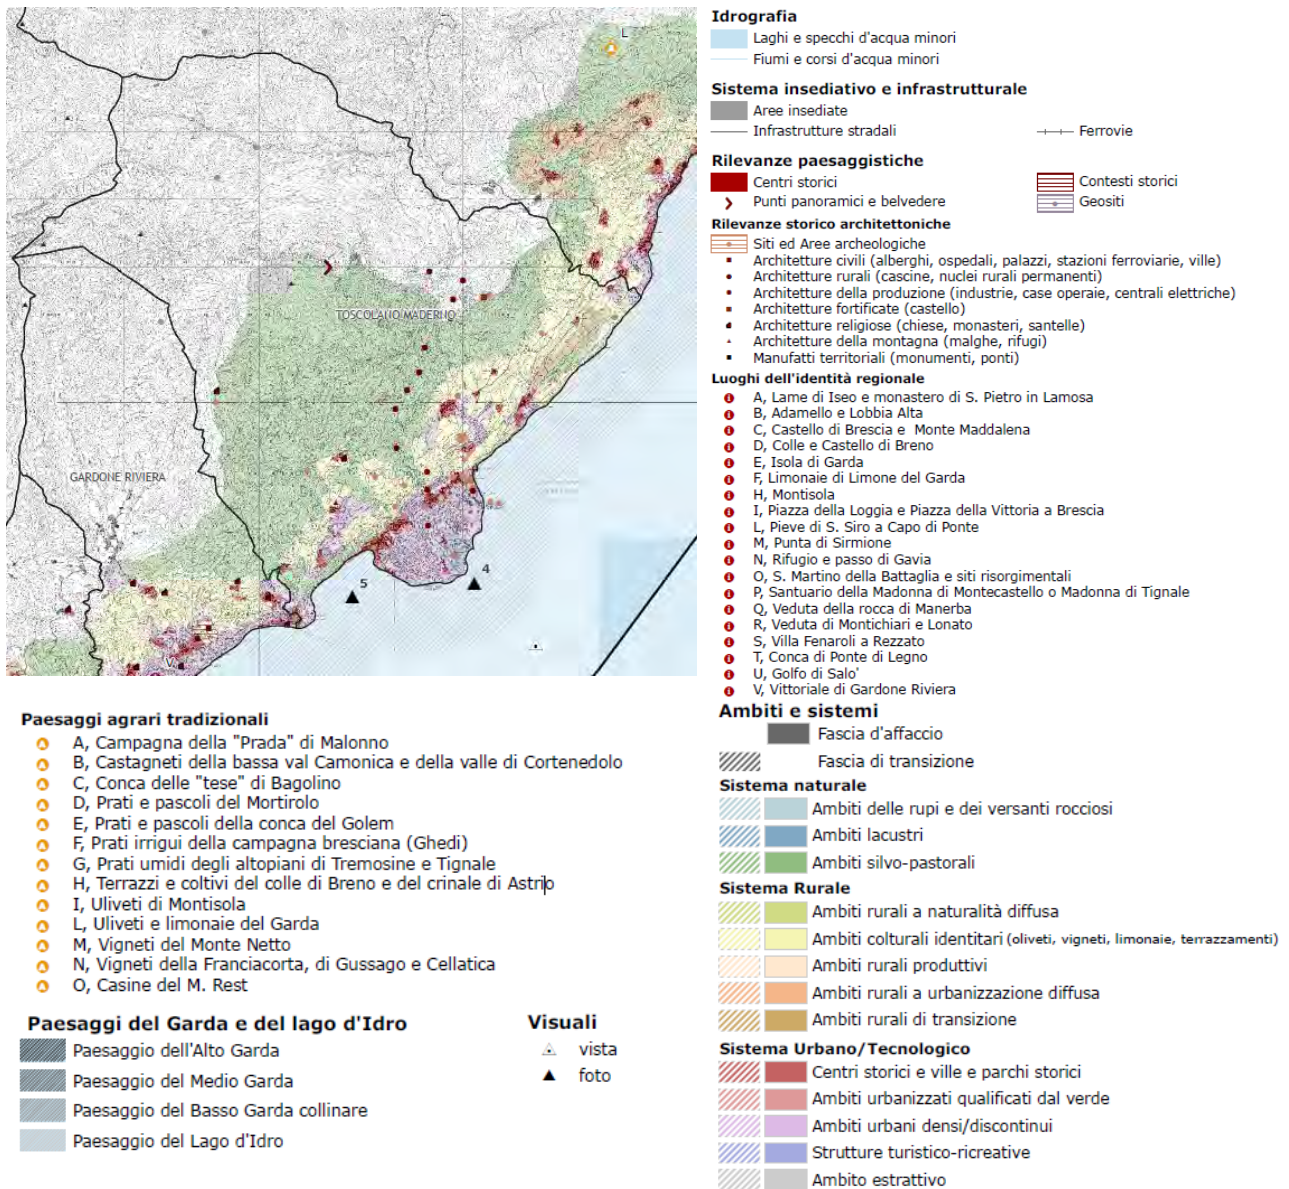 L
TOSCOLANO MADERNO
GARDONE RIVIERA
5
4
V
Idrografia
Laghi e specchi d'acqua minori
Fiumi e corsi d'acqua minori
Sistema insediativo e infrastrutturale
Aree insediate
Infrastrutture stradali
Ferrovie
Rilevanze paesaggistiche
Centri storici
Contesti storici
Punti panoramici e belvedere
Geositi
Rilevanze storico architettoniche
Siti ed Aree archeologiche
Architetture civili (alberghi, ospedali, palazzi, stazioni ferroviarie, ville)
Architetture rurali (cascine, nuclei rurali permanenti)
Architetture della produzione (industrie, case operaie, centrali elettriche)
Architetture fortificate (castello)
Architetture religiose (chiese, monasteri, santelle)
Architetture della montagna (malghe, rifugi)
Manufatti territoriali (monumenti, ponti)
Luoghi dell'identità regionale
A, Lame di Iseo e monastero di S. Pietro in Lamosa
B, Adamello e Lobbia Alta
C, Castello di Brescia e Monte Maddalena
D, Colle e Castello di Breno
E, Isola di Garda
F, Limonaie di Limone del Garda
H, Montisola
I, Piazza della Loggia e Piazza della Vittoria a Brescia
L, Pieve di S. Siro a Capo di Ponte
M, Punta di Sirmione
N, Rifugio e passo di Gavia
O, S. Martino della Battaglia e siti risorgimentali
P, Santuario della Madonna di Montecastello o Madonna di Tignale
Q, Veduta della rocca di Manerba
R, Veduta di Montichiari e Lonato
S, Villa Fenaroli a Rezzato
T, Conca di Ponte di Legno
U, Golfo di Salo'
V, Vittoriale di Gardone Riviera
Paesaggi agrari tradizionali
A, Campagna della "Prada" di Malonno
B, Castagneti della bassa val Camonica e della valle di Cortenedolo
C, Conca delle "tese" di Bagolino
D, Prati e pascoli del Mortirolo
E, Prati e pascoli della conca del Golem
F, Prati irrigui della campagna bresciana (Ghedi)
G, Prati umidi degli altopiani di Tremosine e Tignale
H, Terrazzi e coltivi del colle di Breno e del crinale di Astrio
I, Uliveti di Montisola
L, Uliveti e limonaie del Garda
M, Vigneti del Monte Netto
N, Vigneti della Franciacorta, di Gussago e Cellatica
O, Casine del M. Rest
Paesaggi del Garda e del lago d'Idro
Paesaggio dell'Alto Garda
Paesaggio del Medio Garda
Paesaggio del Basso Garda collinare
Paesaggio del Lago d'Idro
Visuali
vista
foto
Ambiti e sistemi
Fascia d'affaccio
Fascia di transizione
Sistema naturale
Ambiti delle rupi e dei versanti rocciosi
Ambiti lacustri
Ambiti silvo-pastorali
Sistema Rurale
Ambiti rurali a naturalità diffusa
Ambiti colturali identitari (oliveti, vigneti, limonaie, terrazzamenti)
Ambiti rurali produttivi
Ambiti rurali a urbanizzazione diffusa
Ambiti rurali di transizione
Sistema Urbano/Tecnologico
Centri storici e ville e parchi storici
Ambiti urbanizzati qualificati dal verde
Ambiti urbani densi/discontinui
Strutture turistico-ricreative
Ambito estrattivo